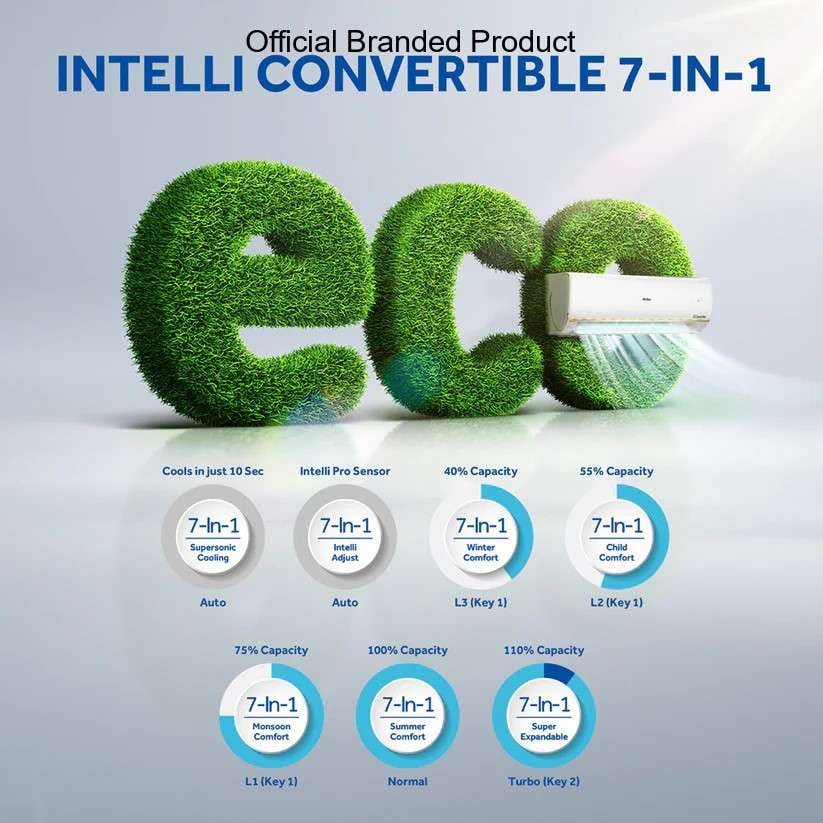 Official Branded Product
INTELLI CONVERTIBLE 7-IN-1
eco
Haier
Cools in just 10 Sec
7-In-1
Supersonic
Cooling
Auto
Intelli Pro Sensor
7-In-1
Intelli
Adjust
Auto
40% Capacity
7-In-1
Winter
Comfort
L3 (Key 1)
55% Capacity
7-In-1
Child
Comfort
L2 (Key 1)
75% Capacity
7-In-1
Monsoon
Comfort
L1 (Key 1)
100% Capacity
7-In-1
Summer
Comfort
Normal
110% Capacity
7-In-1
Super
Expandable
Turbo (Key 2)